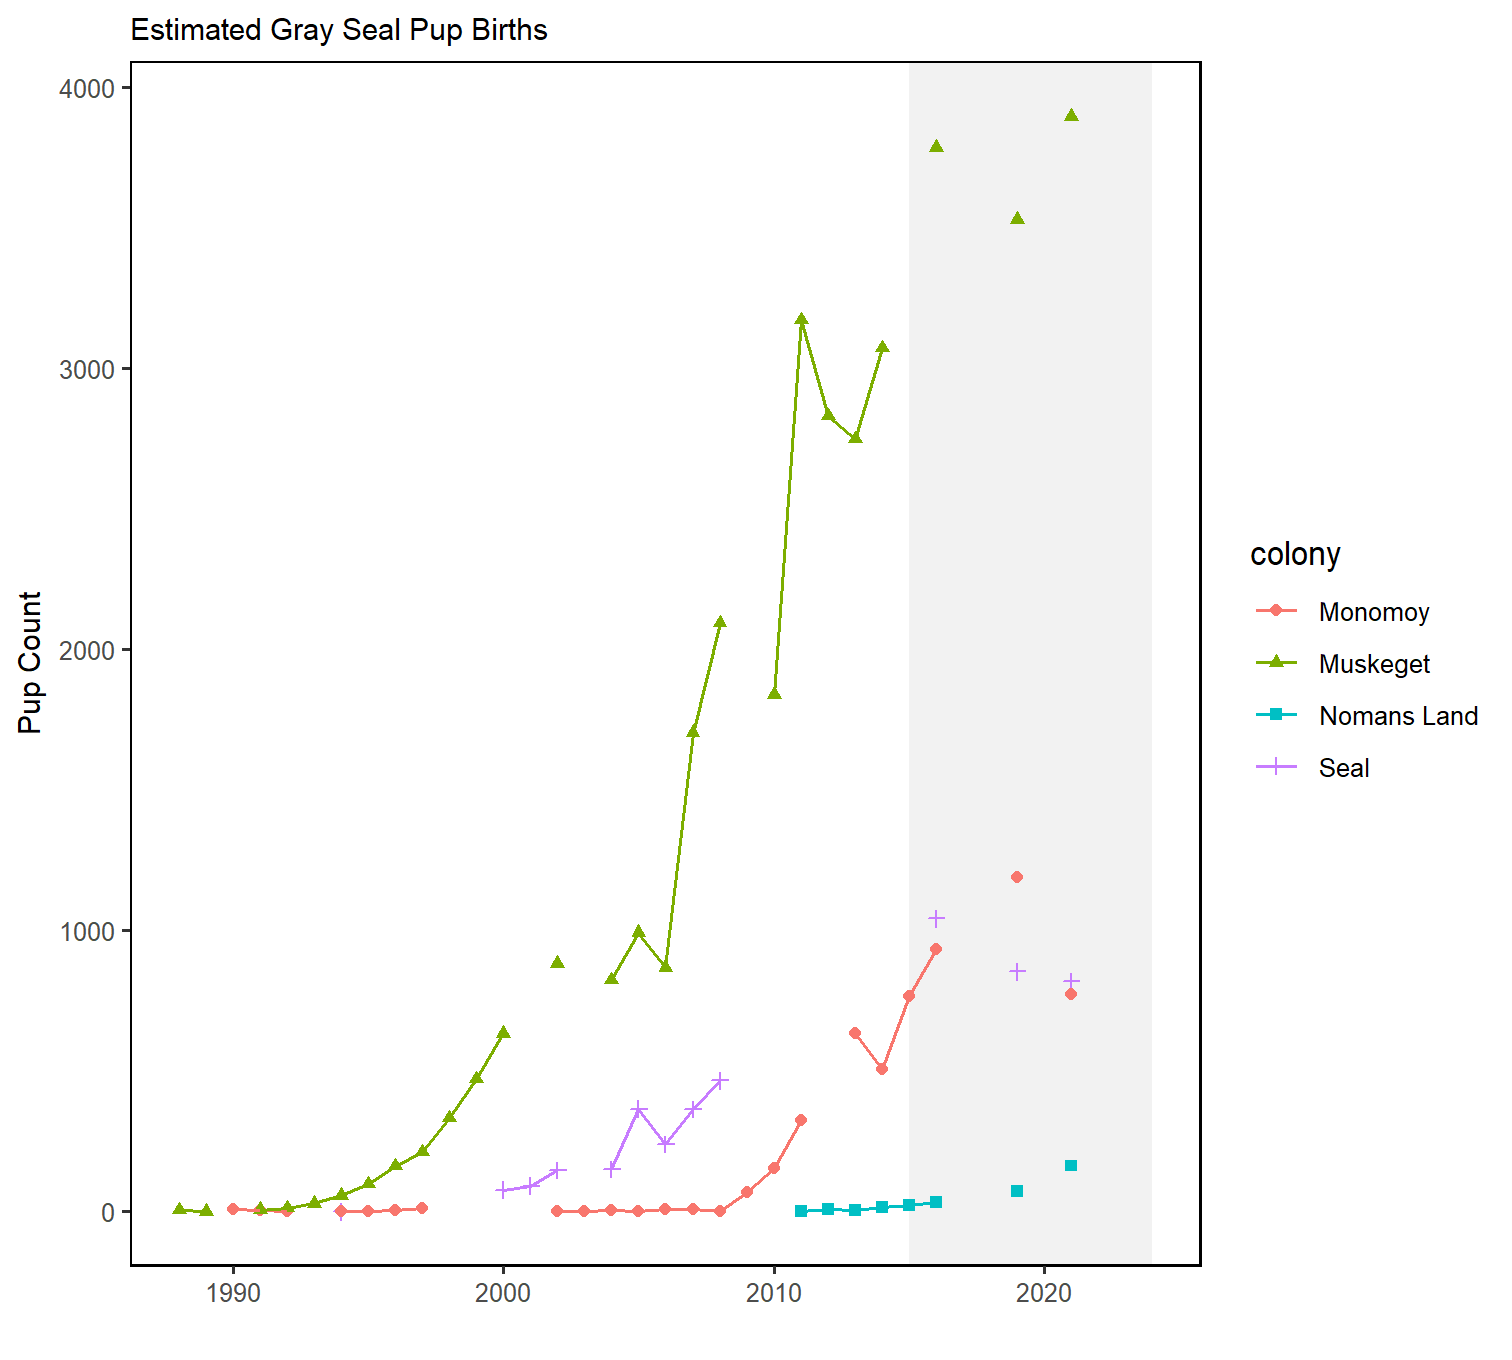 Estimated Gray Seal Pup Births
4000
3000
2000
1000
0
Pup Count
1990 2000 2010 2020
colony
Monomoy
Muskeget
Nomans Land
Seal